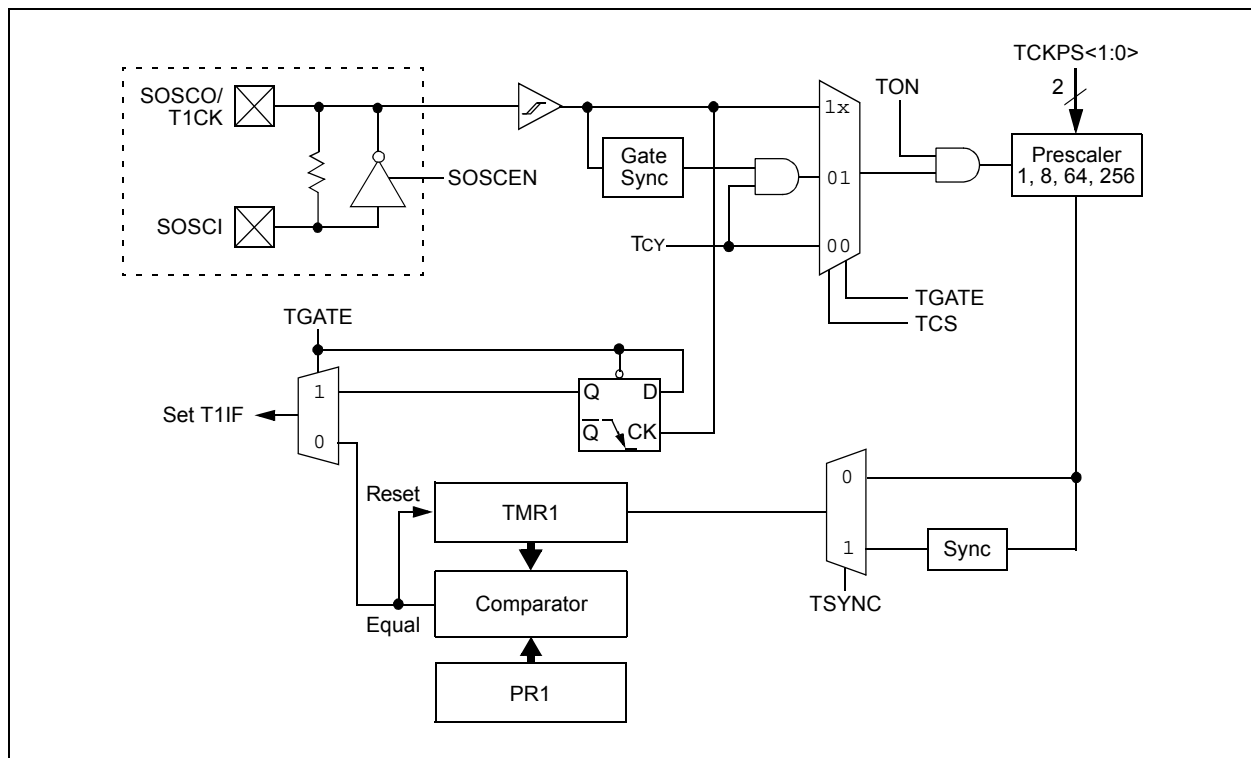 TCKPS<1:0>
2
SOSCO/
T1CK
TON
1x
Gate
Sync
Prescaler
1, 8, 64, 256
SOSCEN
01
SOSCI
TCY
00
TGATE
TCS
TGATE
1
Q
D
Set T1IF
Q
CK
0
0
Reset
TMR1
1
Sync
TSYNC
Comparator
Equal
PR1